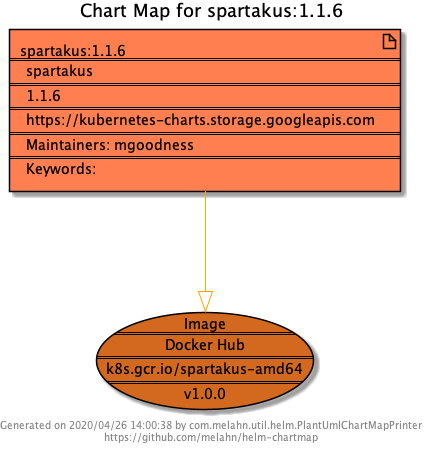 Chart Map for spartakus:1.1.6
spartakus:1.1.6
spartakus
1.1.6
https://kubernetes-charts.storage.googleapis.com
Maintainers: mgoodness
Keywords:
Image
Docker Hub
k8s.gcr.io/spartakus-amd64
v1.0.0
Generated on 2020/04/26 14:00:38 by com.melahn.util.helm.PlantUmlChartMapPrinter
https://github.com/melahn/helm-chartmap